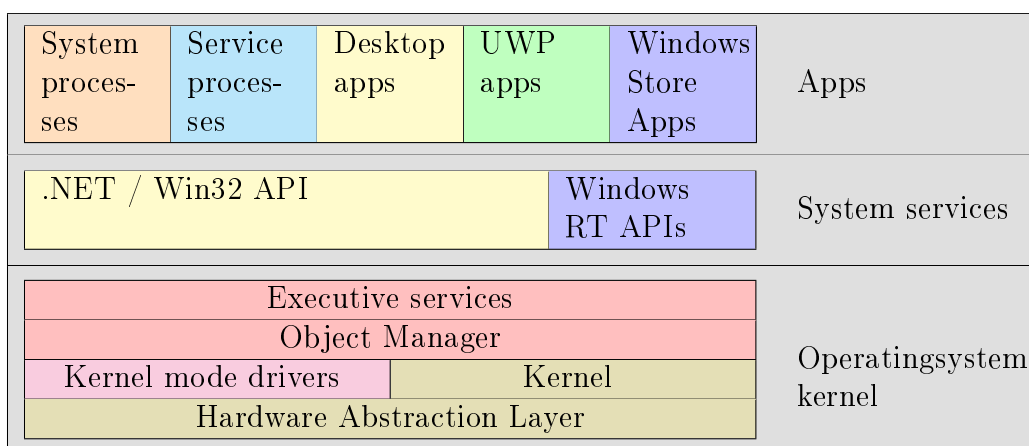 System
proces-
ses
Service
proces-
ses
Desktop
apps
UWP
apps
Windows
Store
Apps
Apps
.NET / Win32 API
Windows
RT APIs
System services
Executive services
Object Manager
Kernel mode drivers
Kernel
Hardware Abstraction Layer
Operatingsystem
kernel